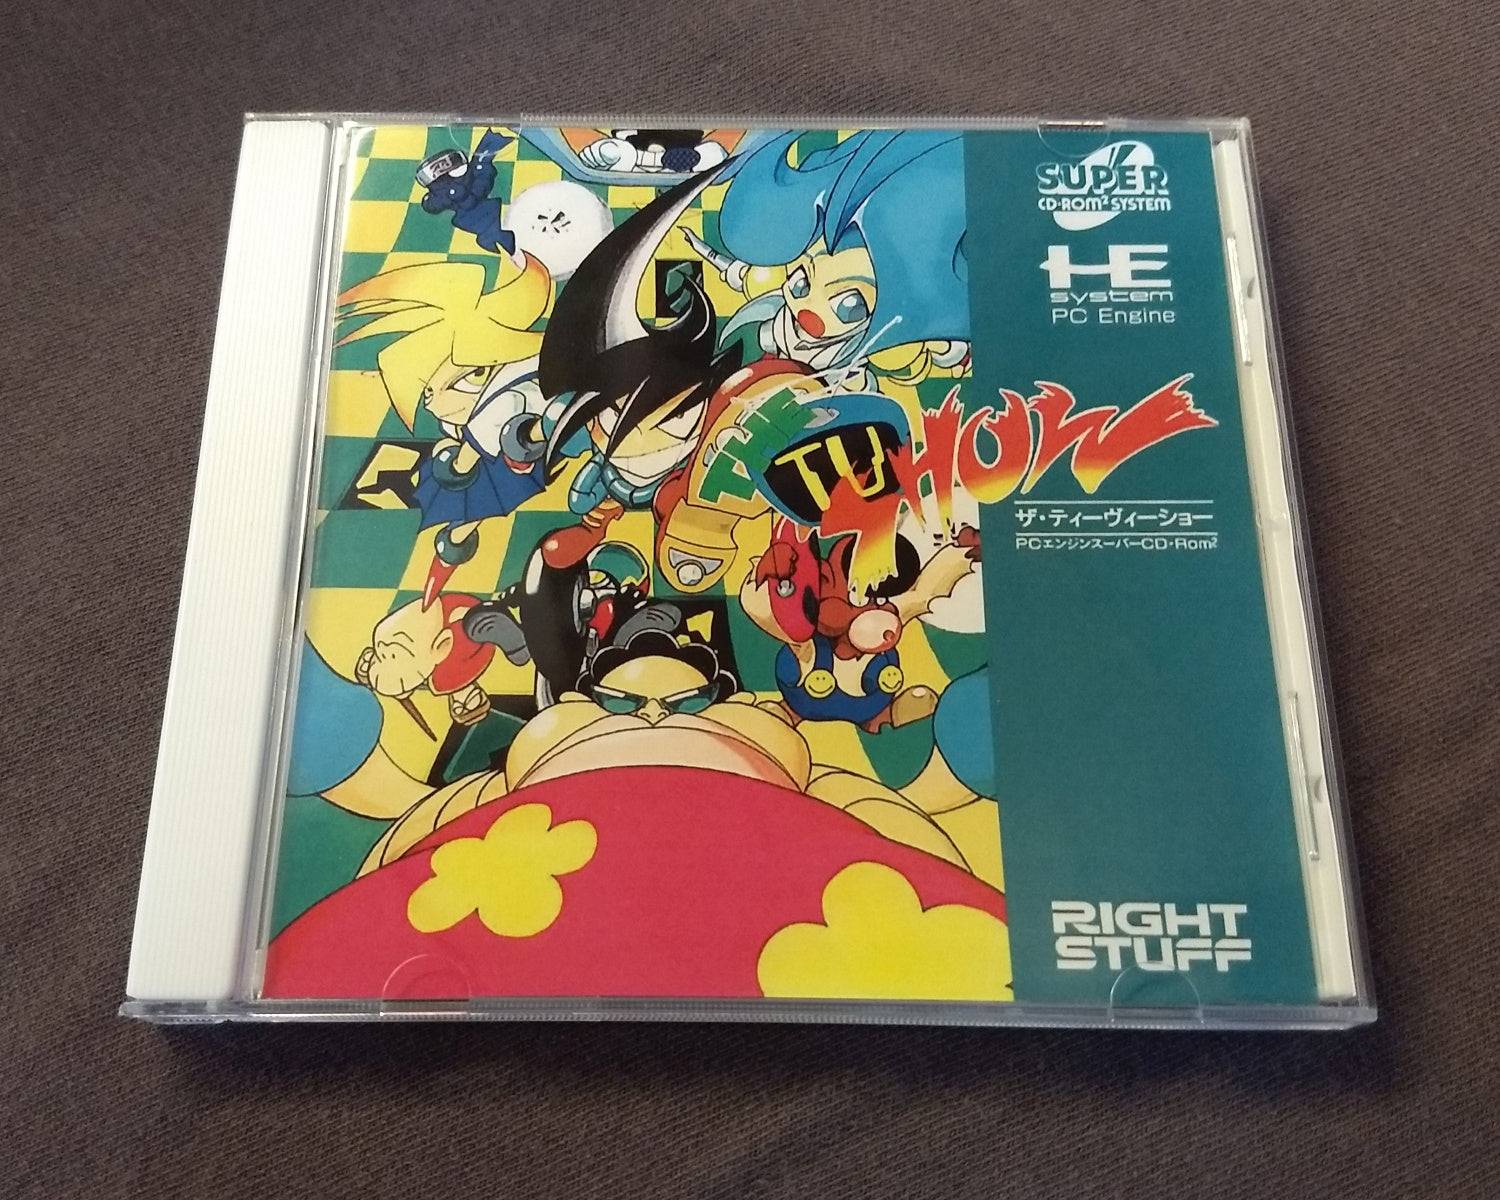 SUPER
CD-ROM² SYSTEM
HE
system
PC Engine
THE TV SHOW
ザ・ティーヴィーショー
PCエンジンスーパーCD-Rom²
RIGHT
STUFF